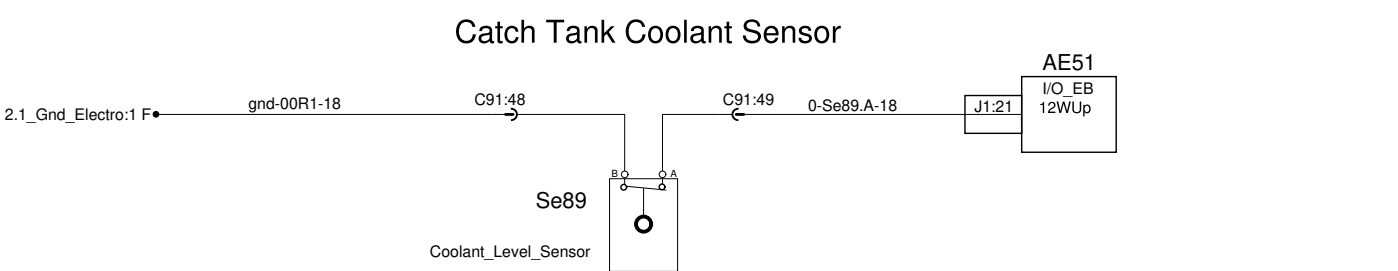 Catch Tank Coolant Sensor
AE51
I/O_EB
12WUp
J1:21
2.1_Gnd_Electro:1 F
gnd-00R1-18
C91:48
C91:49
0-Se89.A-18
B
A
Se89
Coolant_Level_Sensor